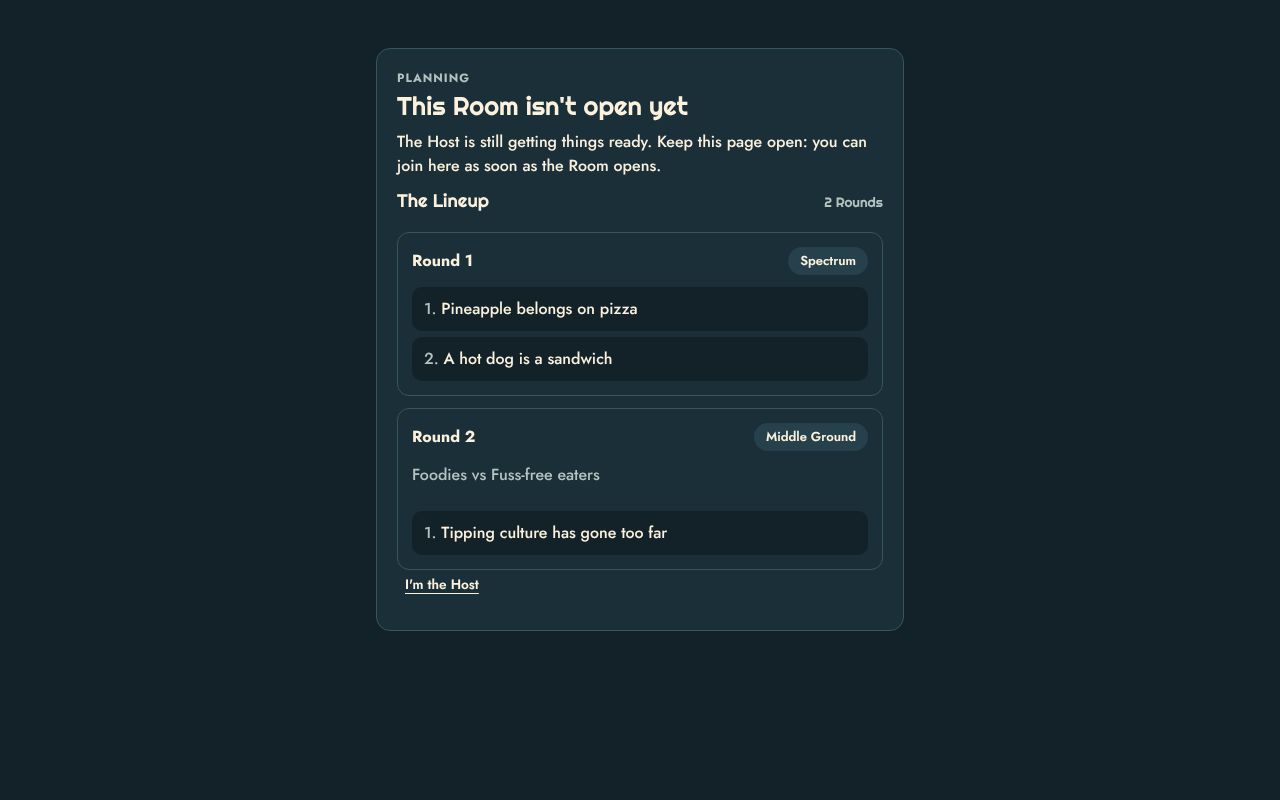 PLANNING
This Room isn't open yet
The Host is still getting things ready. Keep this page open: you can
join here as soon as the Room opens.
The Lineup
2 Rounds
Round 1
Spectrum
1. Pineapple belongs on pizza
2. A hot dog is a sandwich
Round 2
Middle Ground
Foodies vs Fuss-free eaters
1. Tipping culture has gone too far
I'm the Host